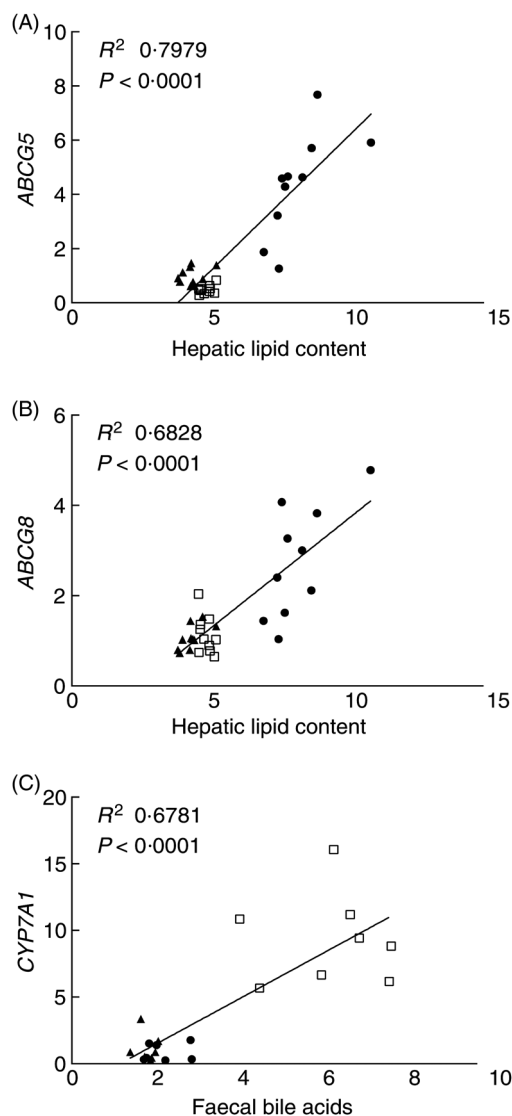 (A)
10
8
6
4
2
0
ABCG5
R² 0·7979
P < 0·0001
0 5 10 15
Hepatic lipid content
(B)
6
4
2
0
ABCG8
R² 0·6828
P < 0·0001
0 5 10 15
Hepatic lipid content
(C)
20
15
10
5
0
CYP7A1
R² 0·6781
P < 0·0001
0 2 4 6 8 10
Faecal bile acids